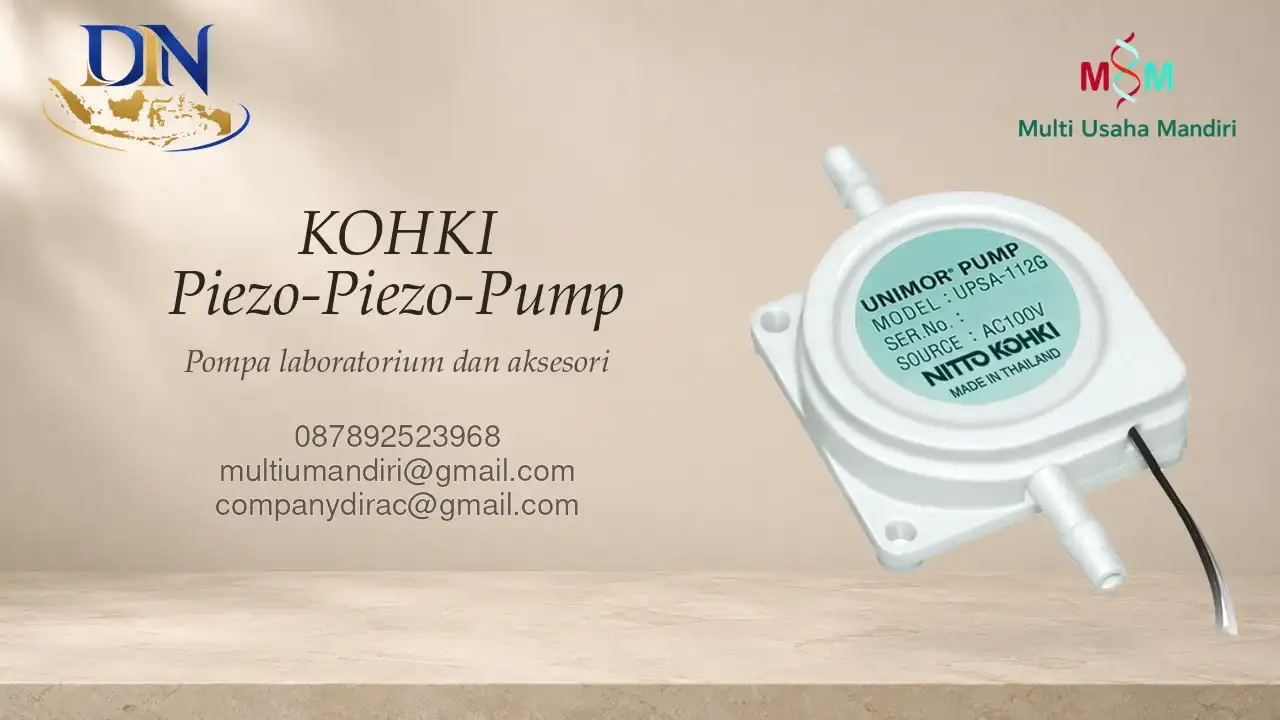 DN
M M
Multi Usaha Mandiri
KOHKI
Piezo-Piezo-Pump
Pompa laboratorium dan aksesori
087892523968
multiumandiri@gmail.com
companydirac@gmail.com
UNIMOR® PUMP
MODEL : UPSA-112G
SER.No. :
SOURCE : AC100V
NITTO KOHKI
MADE IN THAILAND